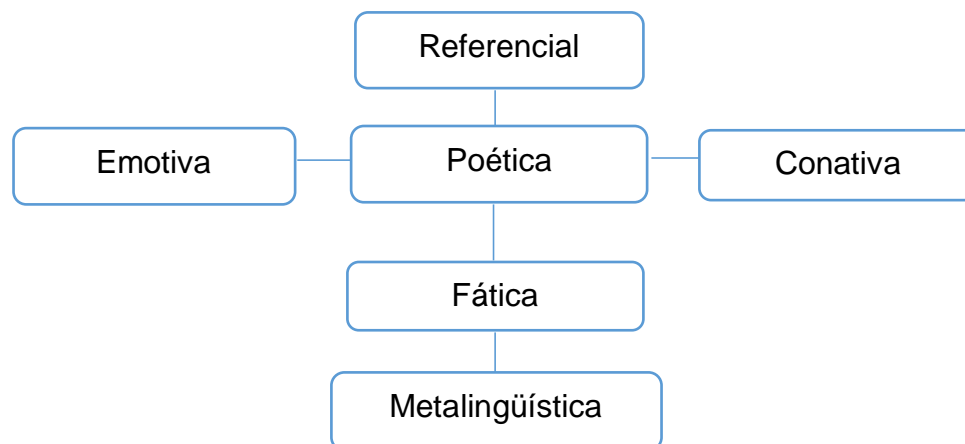 Referencial
Emotiva
Poética
Conativa
Fática
Metalingüística